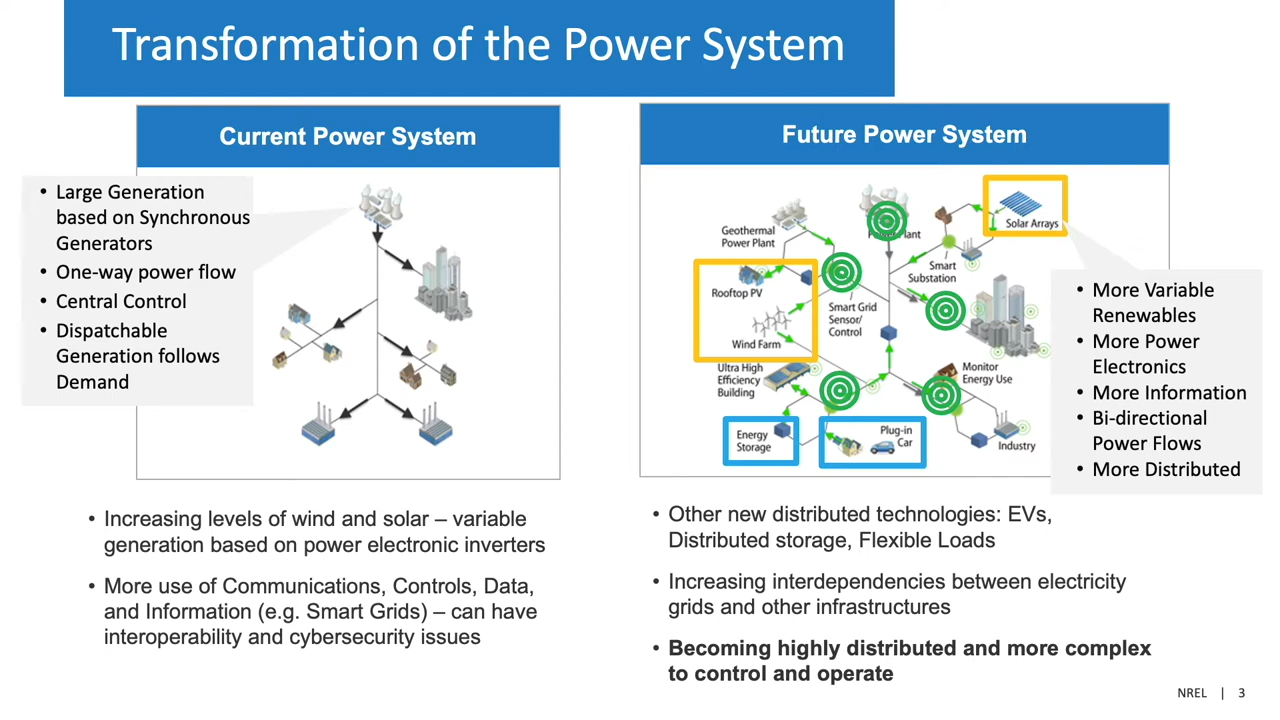 Transformation of the Power System
Current Power System
• Large Generation
based on Synchronous
Generators
• One-way power flow
• Central Control
• Dispatchable
Generation follows
Demand
Future Power System
Geothermal
Power Plant
Plant
Solar Arrays
Smart
Substation
Rooftop PV
Smart Grid
Sensor/
Control
Wind Farm
Ultra High
Efficiency
Building
Monitor
Energy Use
Energy
Storage
Plug-in
Car
Industry
• More Variable
Renewables
• More Power
Electronics
• More Information
• Bi-directional
Power Flows
• More Distributed
• Increasing levels of wind and solar – variable
generation based on power electronic inverters
• More use of Communications, Controls, Data,
and Information (e.g. Smart Grids) – can have
interoperability and cybersecurity issues
• Other new distributed technologies: EVs,
Distributed storage, Flexible Loads
• Increasing interdependencies between electricity
grids and other infrastructures
• Becoming highly distributed and more complex
to control and operate
NREL | 3